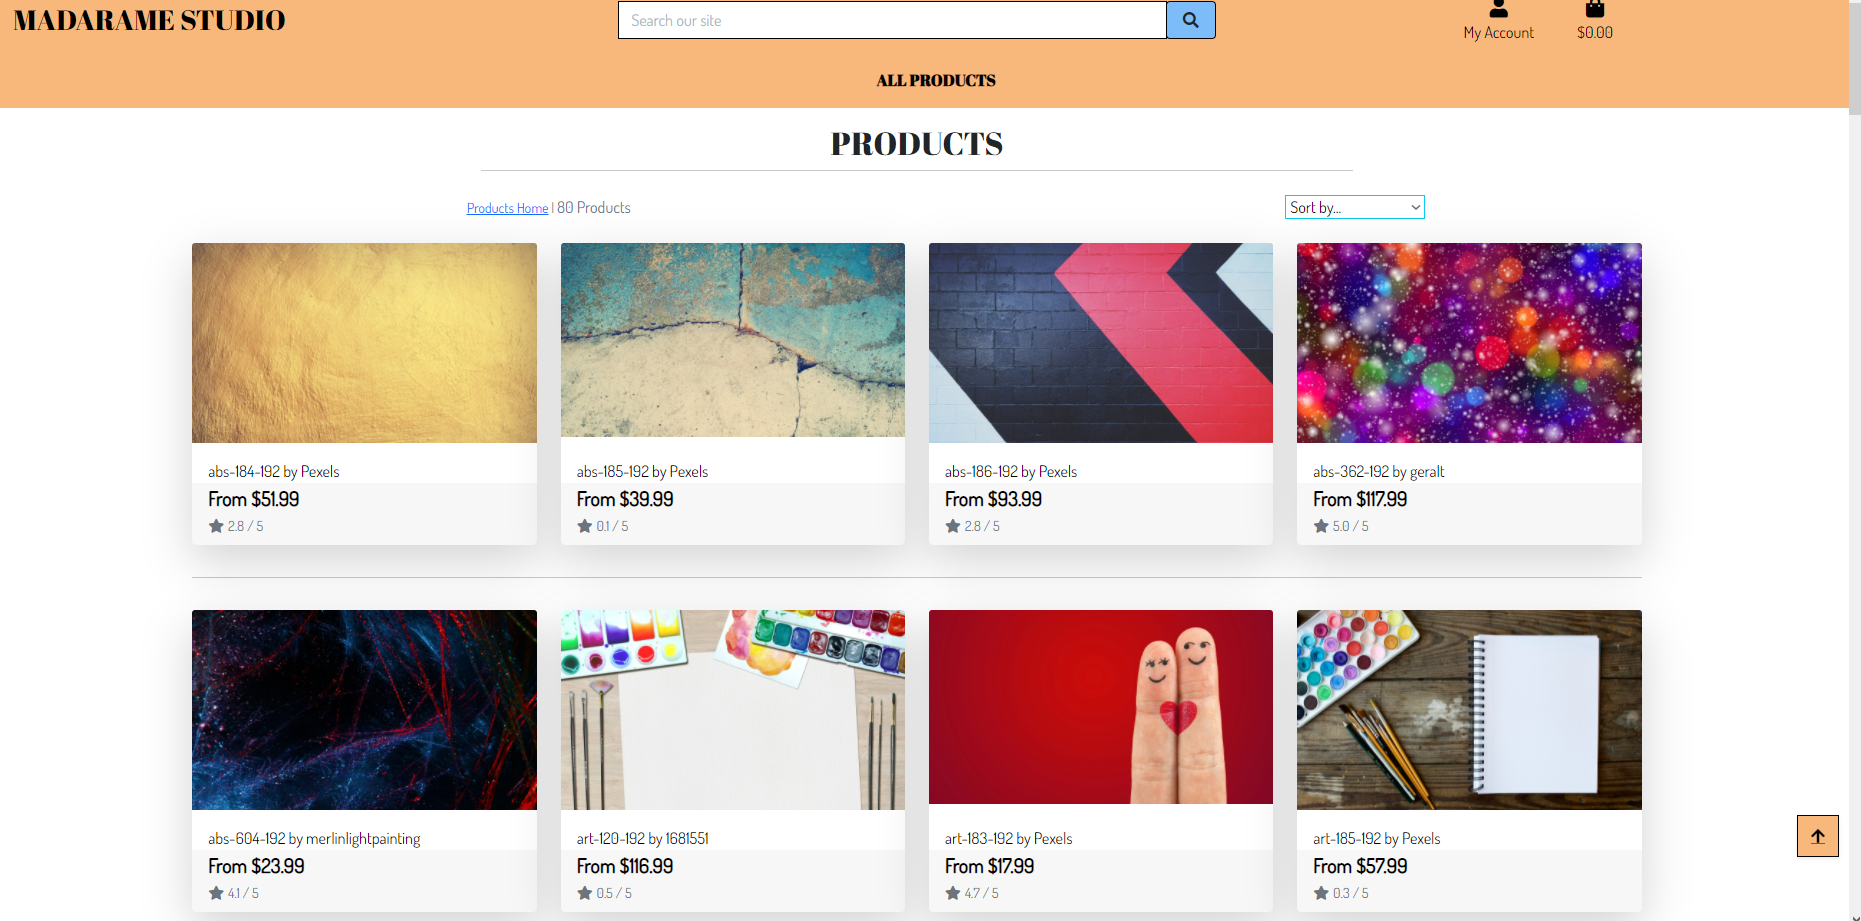 MADARAME STUDIO
Search our site
My Account
$0.00
ALL PRODUCTS
PRODUCTS
Products Home | 80 Products
Sort by...
abs-184-192 by Pexels
From $51.99
2.8 / 5
abs-185-192 by Pexels
From $39.99
0.1 / 5
abs-186-192 by Pexels
From $93.99
2.8 / 5
abs-362-192 by geralt
From $117.99
5.0 / 5
abs-604-192 by merlinlightpainting
From $23.99
4.1 / 5
art-120-192 by 1681551
From $116.99
0.5 / 5
art-183-192 by Pexels
From $17.99
4.7 / 5
art-185-192 by Pexels
From $57.99
0.3 / 5